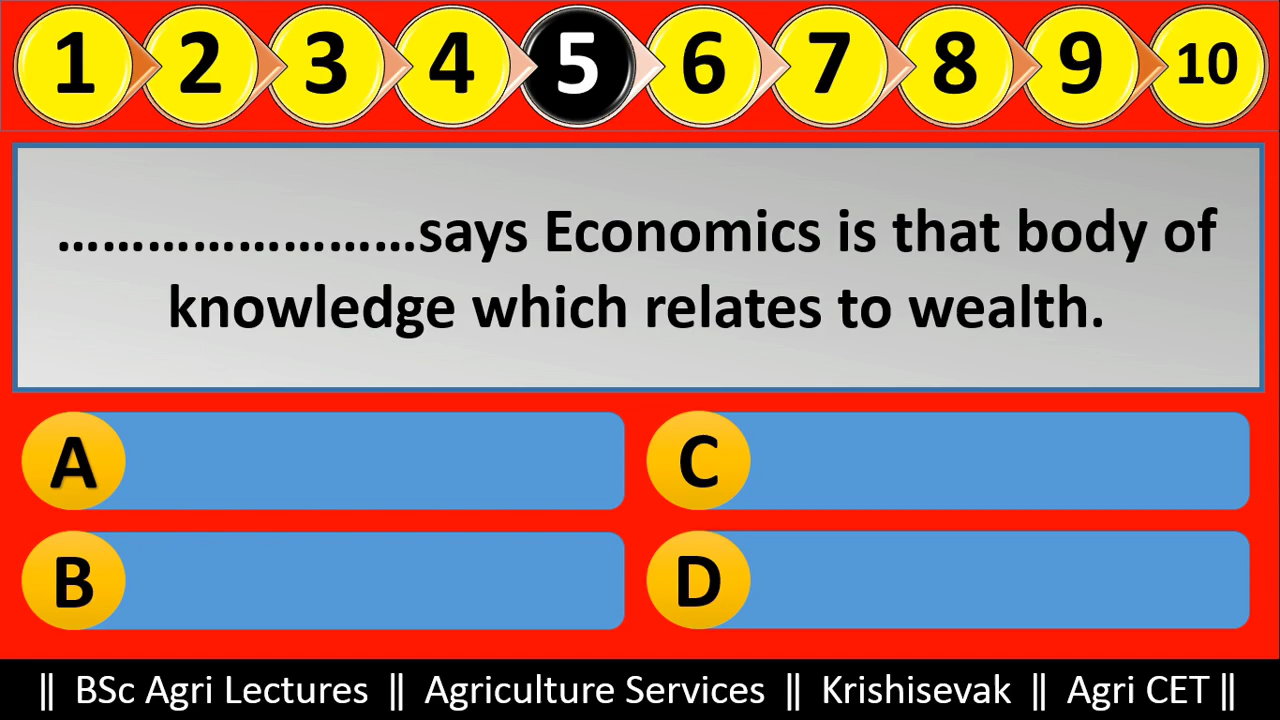 1 2 3 4 5 6 7 8 9 10
……………………says Economics is that body of
knowledge which relates to wealth.
A
C
B
D
|| BSc Agri Lectures || Agriculture Services || Krishisevak || Agri CET ||